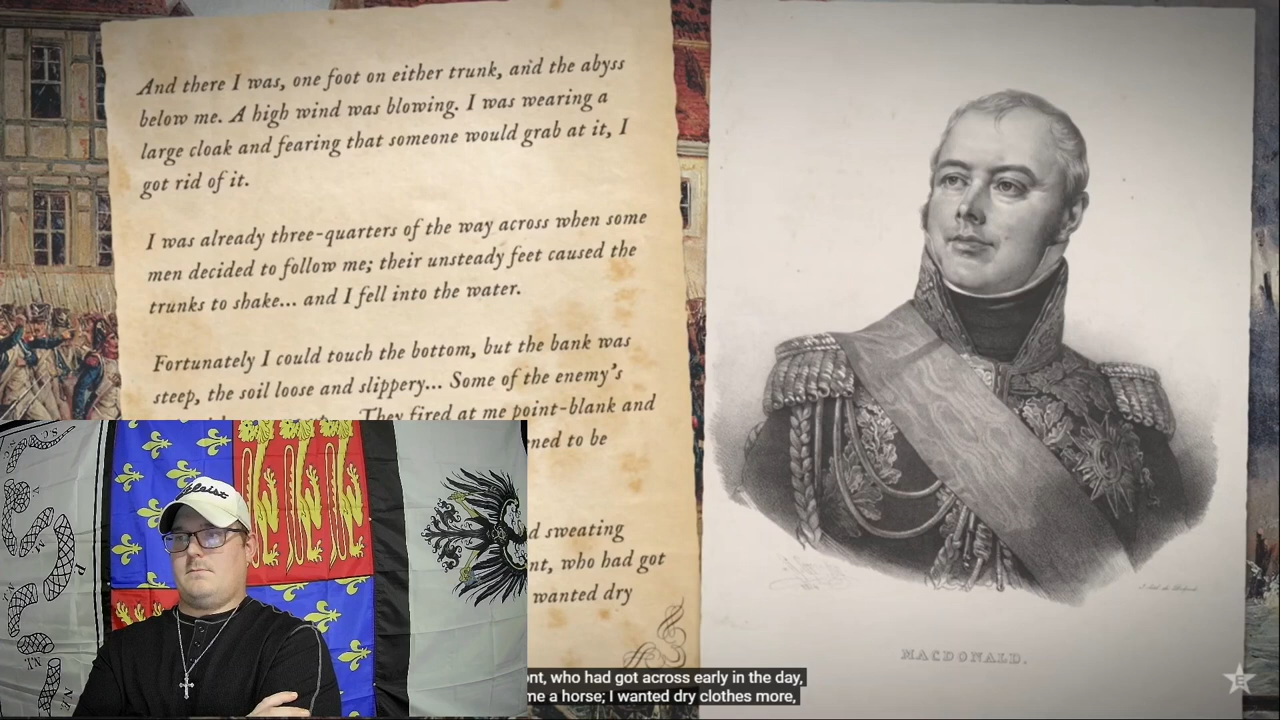 And there I was, one foot on either trunk, and the abyss
below me. A high wind was blowing. I was wearing a
large cloak and fearing that someone would grab at it, I
got rid of it.
I was already three-quarters of the way across when some
men decided to follow me; their unsteady feet caused the
trunks to shake... and I fell into the water.
Fortunately I could touch the bottom, but the bank was
steep, the soil loose and slippery... Some of the enemy's
They fired at me point-blank and
ened to be
d sweating
nt, who had got
wanted dry
MACDONALD.
ont, who had got across early in the day,
me a horse; I wanted dry clothes more,
Titleist
E